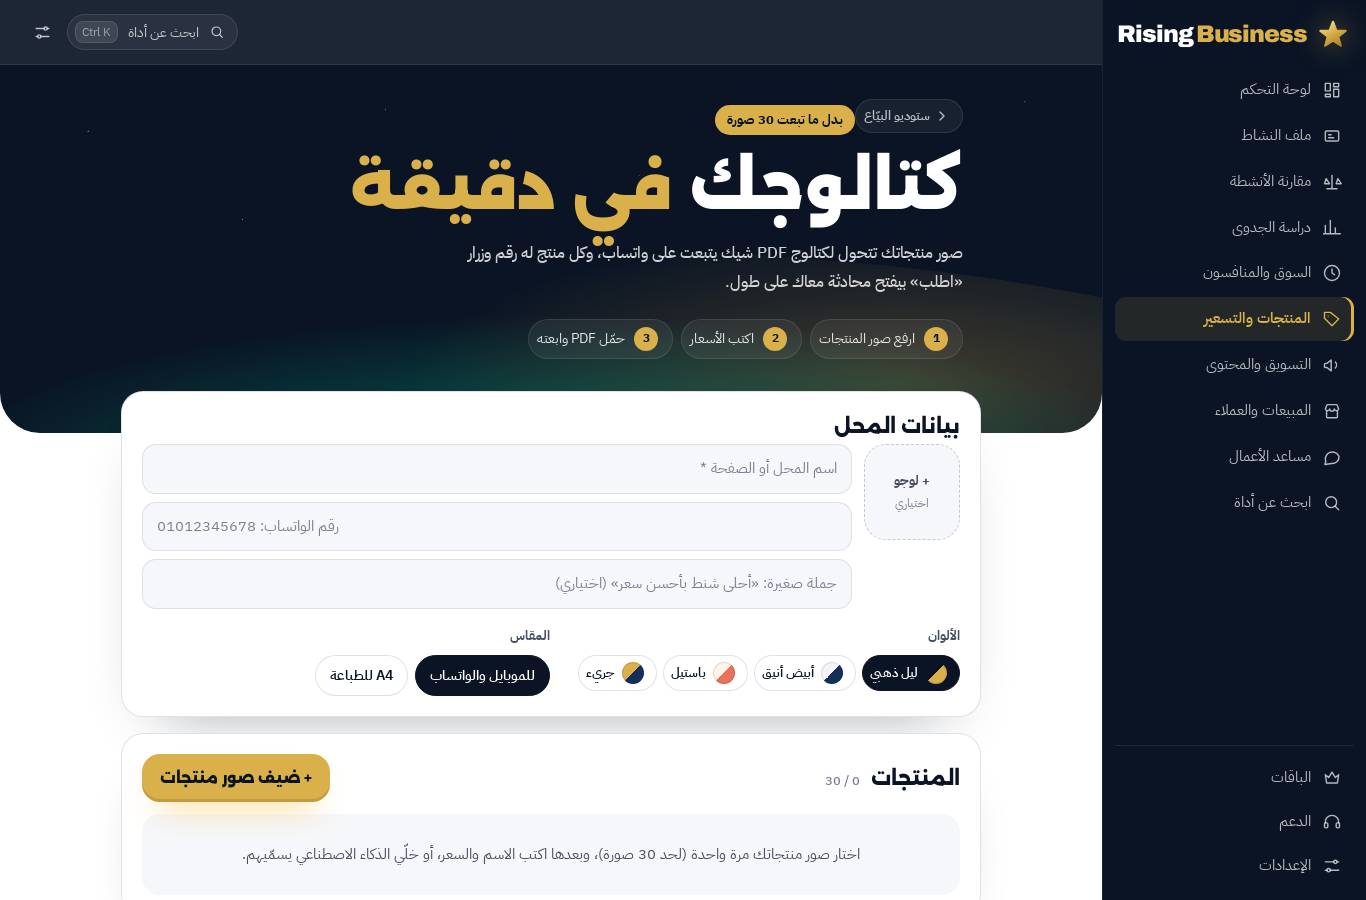 Rising Business
لوحة التحكم
ملف النشاط
مقارنة الأنشطة
دراسة الجدوى
السوق والمنافسون
المنتجات والتسعير
التسويق والمحتوى
المبيعات والعملاء
مساعد الأعمال
ابحث عن أداة
الباقات
الدعم
الإعدادات
ابحث عن أداة Ctrl K
ستوديو البيّاع
بدل ما تبعت 30 صورة
كتالوجك في دقيقة
صور منتجاتك تتحول لكتالوج PDF شيك يتبعت على واتساب، وكل منتج له رقم وزرار
«اطلب» بيفتح محادثة معاك على طول.
1 ارفع صور المنتجات
2 اكتب الأسعار
3 حمّل PDF وابعته
بيانات المحل
+ لوجو
اختياري
اسم المحل أو الصفحة *
رقم الواتساب: 01012345678
جملة صغيرة: «أحلى شنط بأحسن سعر» (اختياري)
الألوان
ليل ذهبي
أبيض أنيق
باستيل
جريء
المقاس
للموبايل والواتساب
A4 للطباعة
المنتجات
0 / 30
+ ضيف صور منتجات
اختار صور منتجاتك مرة واحدة (لحد 30 صورة)، وبعدها اكتب الاسم والسعر، أو خلّي الذكاء الاصطناعي يسمّيهم.